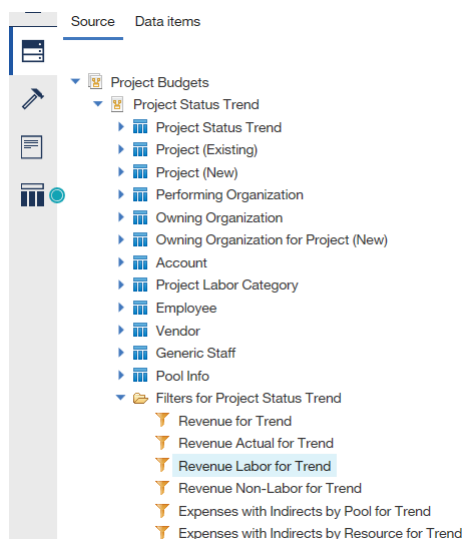 Source Data items
Project Budgets
Project Status Trend
Project Status Trend
Project (Existing)
Project (New)
Performing Organization
Owning Organization
Owning Organization for Project (New)
Account
Project Labor Category
Employee
Vendor
Generic Staff
Pool Info
Filters for Project Status Trend
Revenue for Trend
Revenue Actual for Trend
Revenue Labor for Trend
Revenue Non-Labor for Trend
Expenses with Indirects by Pool for Trend
Expenses with Indirects by Resource for Trend